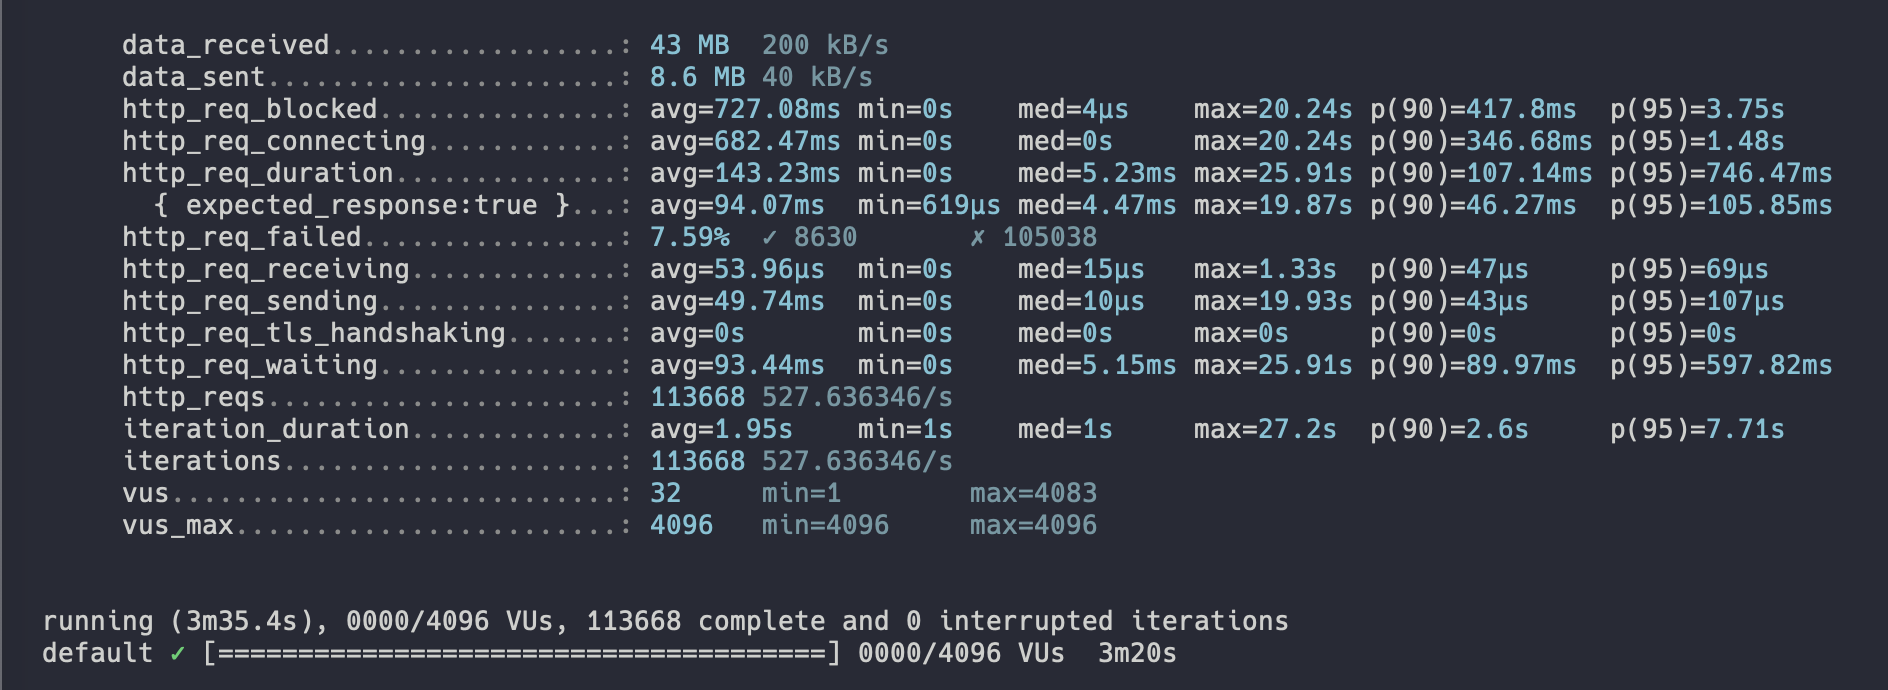 data_received...................: 43 MB  200 kB/s
data_sent.......................: 8.6 MB 40 kB/s
http_req_blocked................: avg=727.08ms min=0s    med=4µs    max=20.24s p(90)=417.8ms  p(95)=3.75s
http_req_connecting.............: avg=682.47ms min=0s    med=0s     max=20.24s p(90)=346.68ms p(95)=1.48s
http_req_duration...............: avg=143.23ms min=0s    med=5.23ms max=25.91s p(90)=107.14ms p(95)=746.47ms
{ expected_response:true }...: avg=94.07ms  min=619µs med=4.47ms max=19.87s p(90)=46.27ms  p(95)=105.85ms
http_req_failed.................: 7.59%  ✓ 8630       ✗ 105038
http_req_receiving..............: avg=53.96µs  min=0s    med=15µs   max=1.33s  p(90)=47µs     p(95)=69µs
http_req_sending................: avg=49.74ms  min=0s    med=10µs   max=19.93s p(90)=43µs     p(95)=107µs
http_req_tls_handshaking........: avg=0s       min=0s    med=0s     max=0s     p(90)=0s       p(95)=0s
http_req_waiting................: avg=93.44ms  min=0s    med=5.15ms max=25.91s p(90)=89.97ms  p(95)=597.82ms
http_reqs.......................: 113668 527.636346/s
iteration_duration..............: avg=1.95s    min=1s    med=1s     max=27.2s  p(90)=2.6s     p(95)=7.71s
iterations......................: 113668 527.636346/s
vus.............................: 32     min=1        max=4083
vus_max.........................: 4096   min=4096     max=4096
running (3m35.4s), 0000/4096 VUs, 113668 complete and 0 interrupted iterations
default ✓ [======================================] 0000/4096 VUs  3m20s